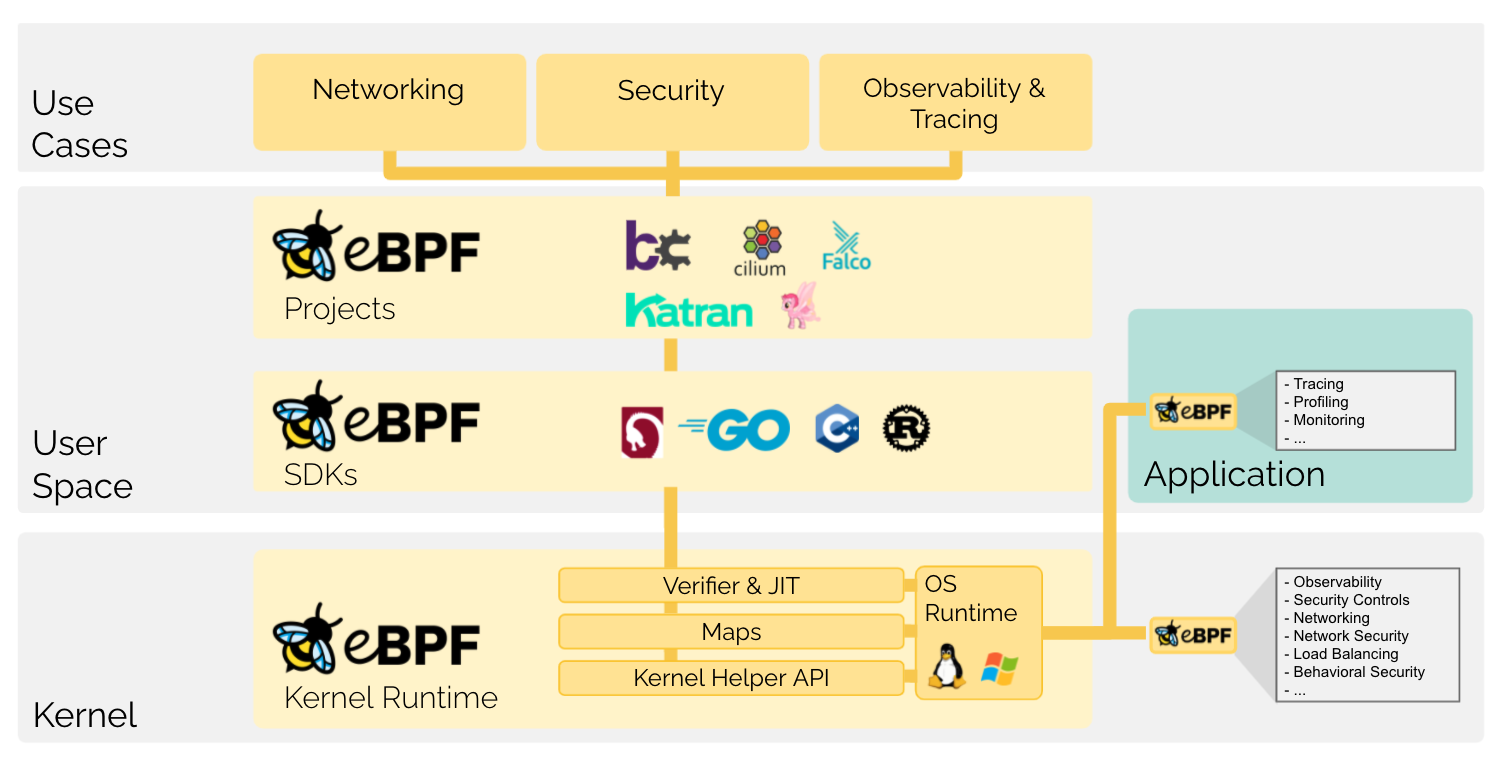 Use
Cases
Networking
Security
Observability &
Tracing
User
Space
eBPF
Projects
bc
cilium
Falco
Katran
eBPF
SDKs
GO
C++
R
eBPF
- Tracing
- Profiling
- Monitoring
- ...
Application
Kernel
eBPF
Kernel Runtime
Verifier & JIT
Maps
Kernel Helper API
OS
Runtime
eBPF
- Observability
- Security Controls
- Networking
- Network Security
- Load Balancing
- Behavioral Security
- ...